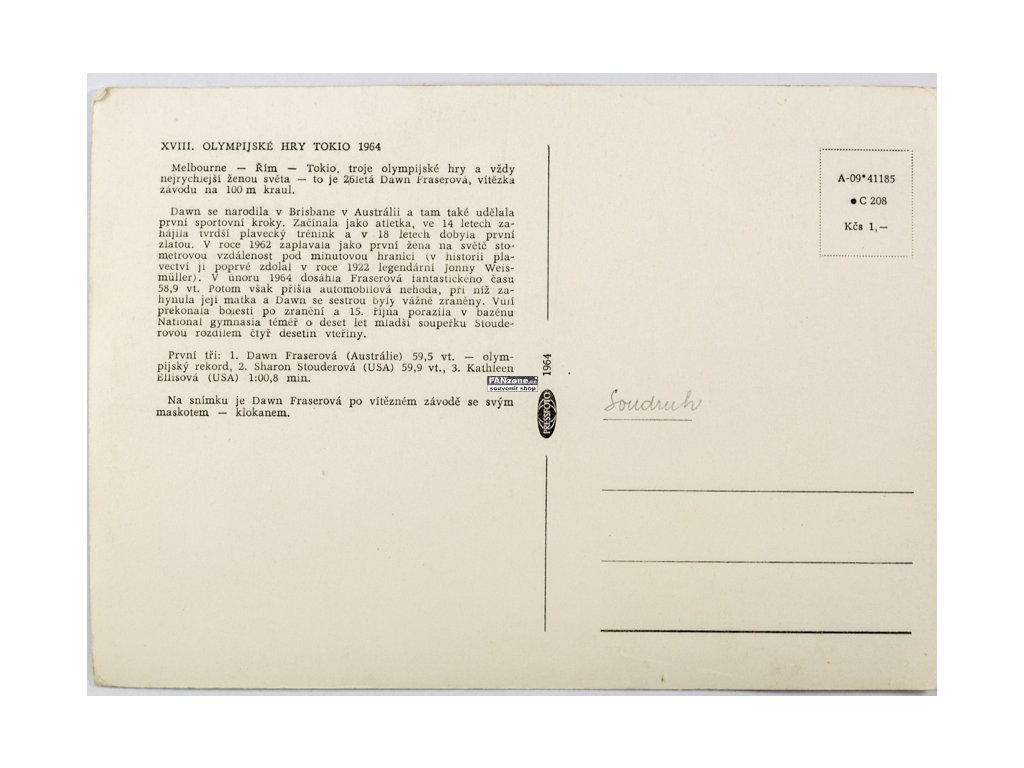 XVIII. OLYMPIJSKÉ HRY TOKIO 1964
Melbourne — Řím — Tokio, troje olympijské hry a vždy
nejrychlejší ženou světa — to je 26letá Dawn Fraserová, vítězka
závodu na 100 m kraul.
Dawn se narodila v Brisbane v Austrálii a tam také udělala
první sportovní kroky. Začínala jako atletka, ve 14 letech za-
hájila tvrdší plavecký trénink a v 18 letech dobyla první
zlatou. V roce 1962 zaplavala jako první žena na světě sto-
metrovou vzdálenost pod minutovou hranici (v historii pla-
vectví ji poprvé zdolal v roce 1922 legendární Jonny Weis-
müller). V únoru 1964 dosáhla Fraserová fantastického času
58,9 vt. Potom však přišla automobilová nehoda, při níž za-
hynula její matka a Dawn se sestrou byly vážně zraněny. Vůlí
překonala bolesti po zranění a 15. října porazila v bazénu
National gymnasia téměř o deset let mladší soupeřku Stoude-
rovou rozdílem čtyř desetin vteřiny.
První tři: 1. Dawn Fraserová (Austrálie) 59,5 vt. — olym-
pijský rekord, 2. Sharon Stouderová (USA) 59,9 vt., 3. Kathleen
Ellisová (USA) 1:00,8 min.
Na snímku je Dawn Fraserová po vítězném závodě se svým
maskotem — klokanem.
FANzone.cz
souvenir shop
PRESSFOTO 1964
A-09*41185
● C 208
Kčs 1,—
Soudruh